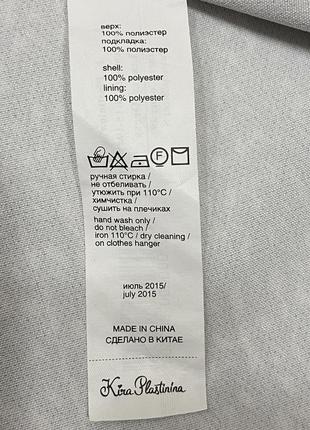 верх:
100% полиэстер
подкладка:
100% полиэстер
shell:
100% polyester
lining:
100% polyester
ручная стирка /
не отбеливать /
утюжить при 110°C /
химчистка /
сушить на плечиках
hand wash only /
do not bleach /
iron 110°C / dry cleaning /
on clothes hanger
июль 2015/
july 2015
MADE IN CHINA
СДЕЛАНО В КИТАЕ
Kira Plastinina